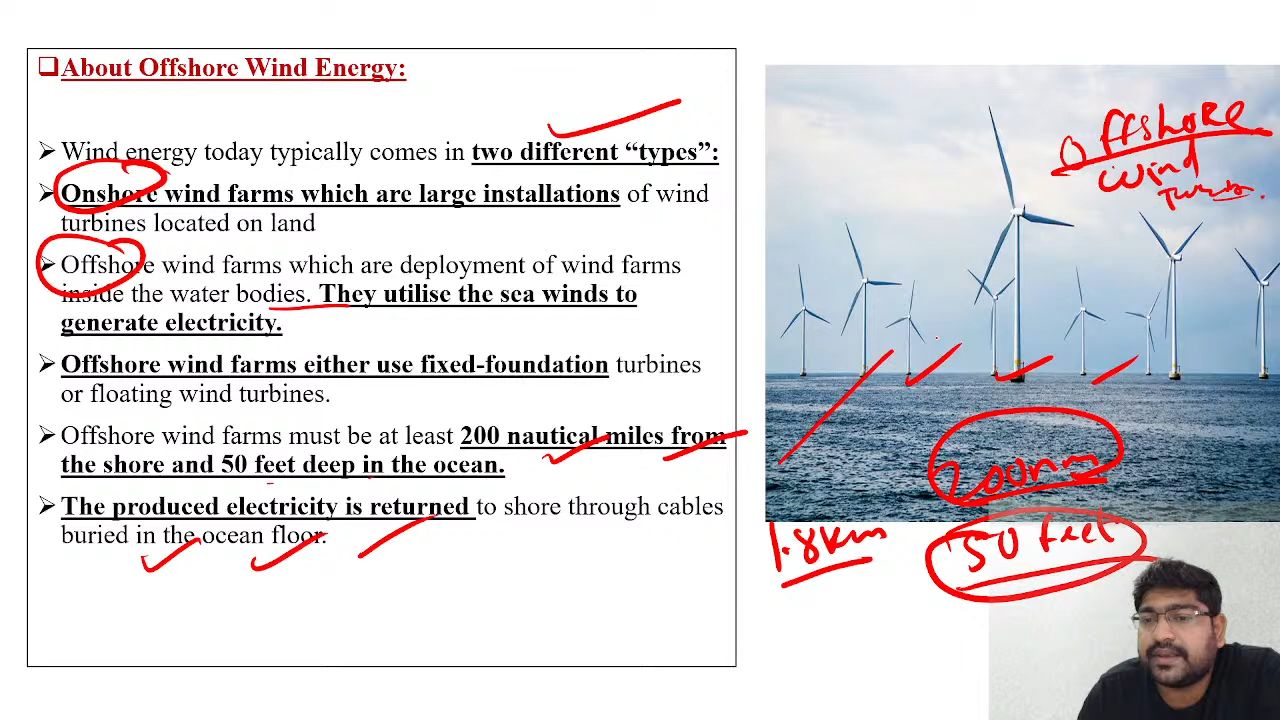 About Offshore Wind Energy:
Wind energy today typically comes in two different “types”:
Onshore wind farms which are large installations of wind
turbines located on land
Offshore wind farms which are deployment of wind farms
inside the water bodies. They utilise the sea winds to
generate electricity.
Offshore wind farms either use fixed-foundation turbines
or floating wind turbines.
Offshore wind farms must be at least 200 nautical miles from
the shore and 50 feet deep in the ocean.
The produced electricity is returned to shore through cables
buried in the ocean floor.
Offshore
wind
200nm
1.8km
50 feet